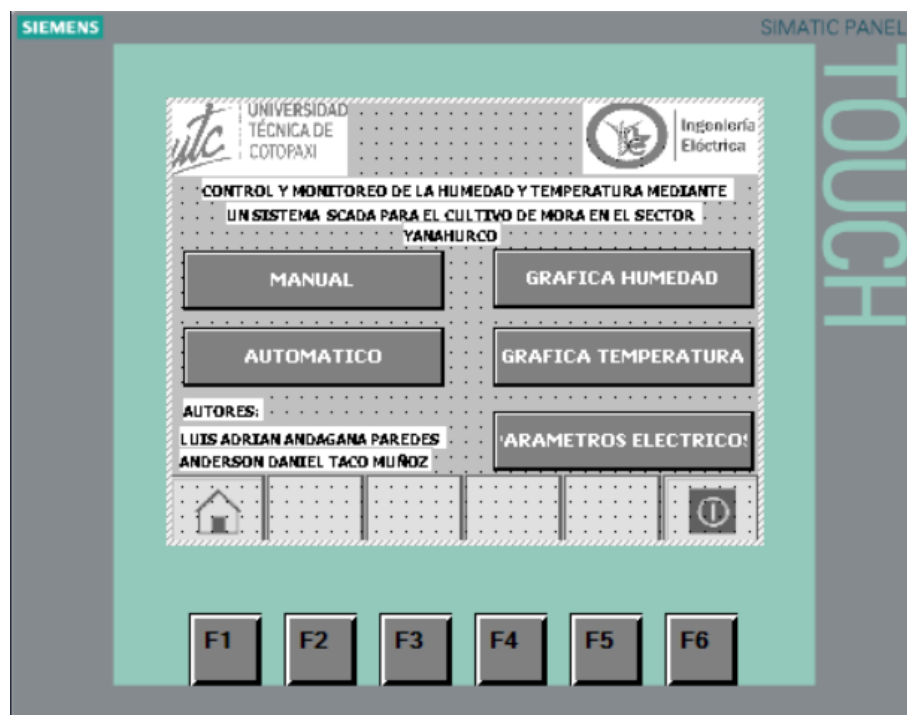 SIEMENS
SIMATIC PANEL
TOUCH
utc
UNIVERSIDAD
TÉCNICA DE
COTOPAXI
Ingeniería
Eléctrica
CONTROL Y MONITOREO DE LA HUMEDAD Y TEMPERATURA MEDIANTE
UN SISTEMA SCADA PARA EL CULTIVO DE MORA EN EL SECTOR
YANAHURCO
MANUAL
GRAFICA HUMEDAD
AUTOMATICO
GRAFICA TEMPERATURA
AUTORES:
LUIS ADRIAN ANDAGANA PAREDES
ANDERSON DANIEL TACO MUÑOZ
ARAMETROS ELECTRICOS
F1
F2
F3
F4
F5
F6